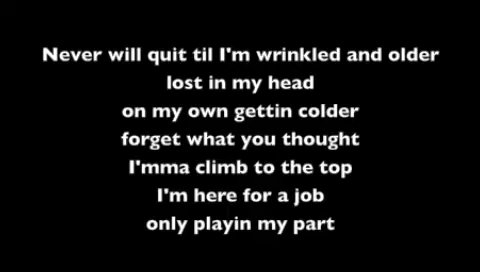 Never will quit til I'm wrinkled and older
lost in my head
on my own gettin colder
forget what you thought
I'mma climb to the top
I'm here for a job
only playin my part